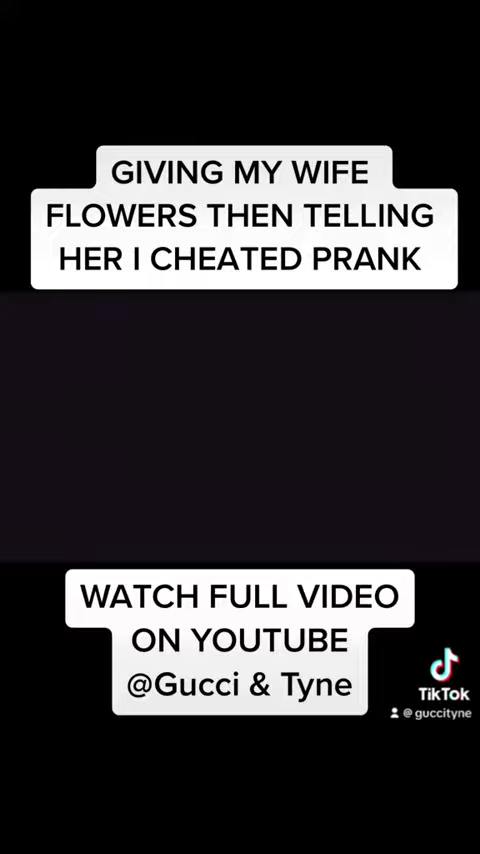 GIVING MY WIFE
FLOWERS THEN TELLING
HER I CHEATED PRANK
WATCH FULL VIDEO
ON YOUTUBE
@Gucci & Tyne
TikTok
@guccityne